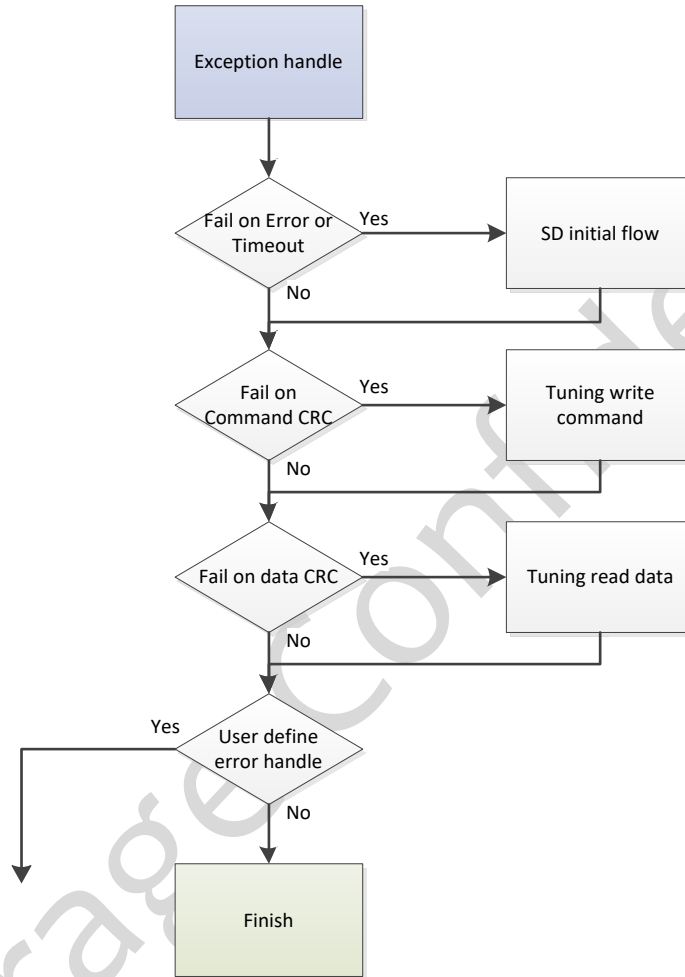 Exception handle
Fail on Error or
Timeout
Yes
SD initial flow
No
Fail on
Command CRC
Yes
Tuning write
command
No
Fail on data CRC
Yes
Tuning read data
No
Yes
User define
error handle
No
Finish